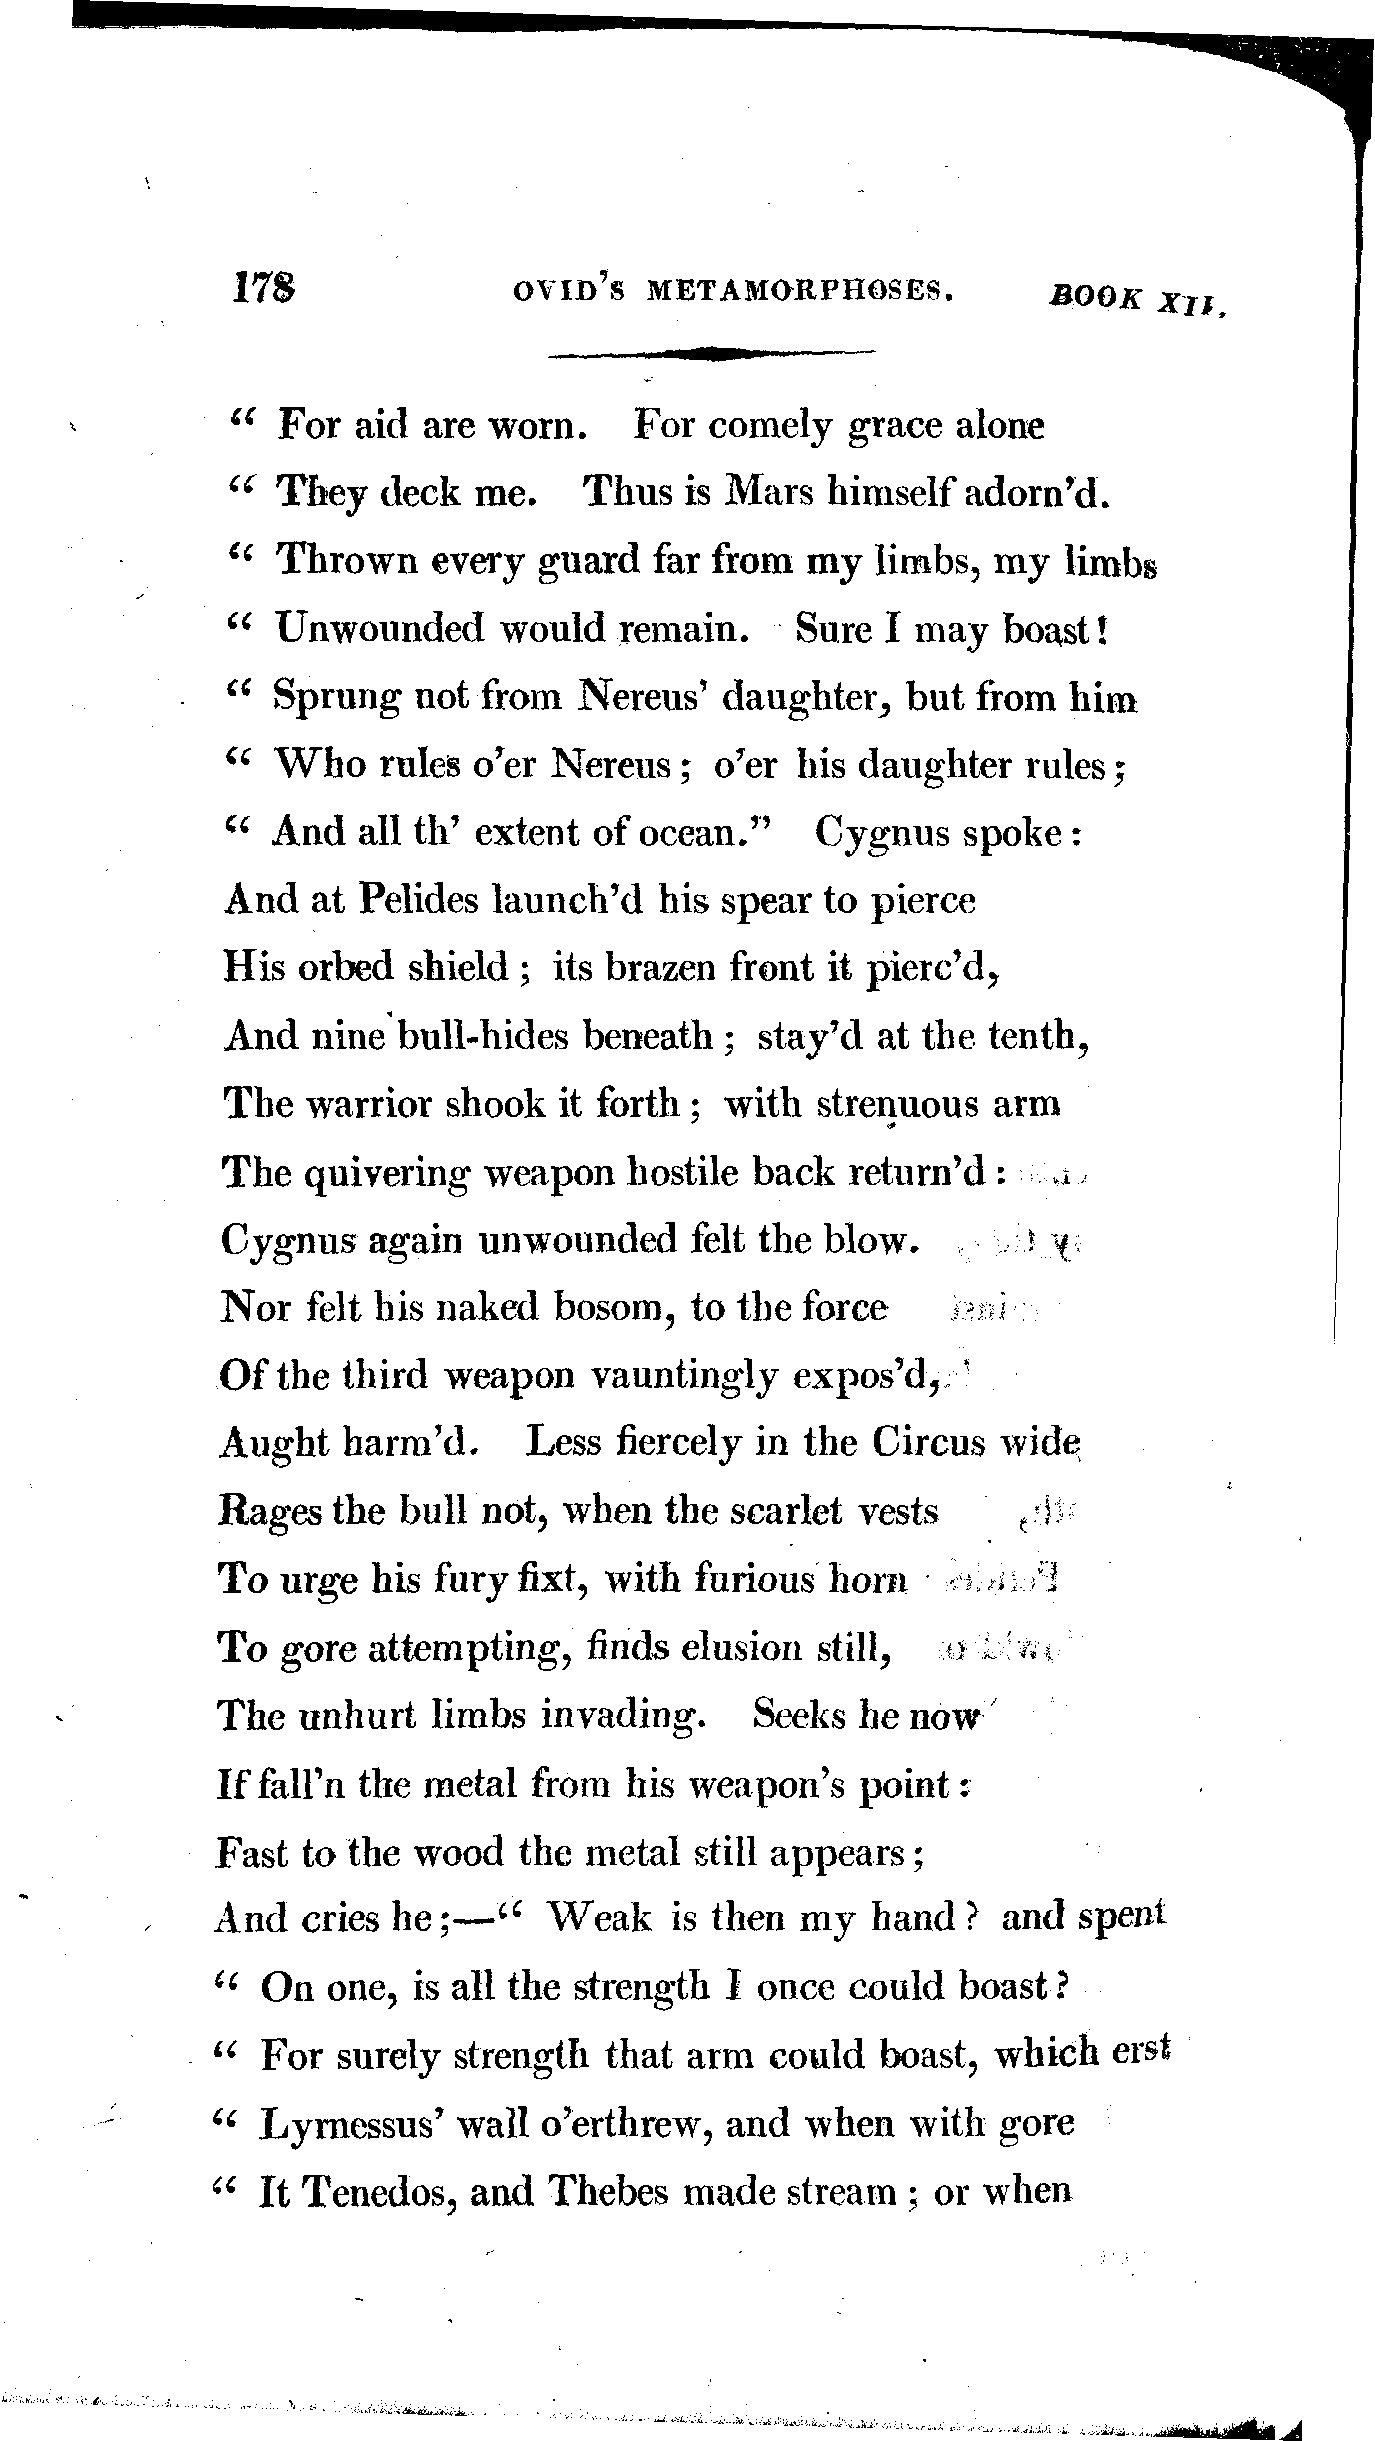 178 OVID'S METAMORPHOSES. BOOK XII.
“ For aid are worn. For comely grace alone
“ They deck me. Thus is Mars himself adorn'd.
“ Thrown every guard far from my limbs, my limbs
“ Unwounded would remain. Sure I may boast!
“ Sprung not from Nereus' daughter, but from him
“ Who rules o'er Nereus; o'er his daughter rules;
“ And all th' extent of ocean.” Cygnus spoke:
And at Pelides launch'd his spear to pierce
His orbed shield; its brazen front it pierc'd,
And nine bull-hides beneath; stay'd at the tenth,
The warrior shook it forth; with strenuous arm
The quivering weapon hostile back return'd:
Cygnus again unwounded felt the blow.
Nor felt his naked bosom, to the force
Of the third weapon vauntingly expos'd,
Aught harm'd. Less fiercely in the Circus wide
Rages the bull not, when the scarlet vests
To urge his fury fixt, with furious horn
To gore attempting, finds elusion still,
The unhurt limbs invading. Seeks he now
If fall'n the metal from his weapon's point:
Fast to the wood the metal still appears;
And cries he;—“ Weak is then my hand? and spent
“ On one, is all the strength I once could boast?
“ For surely strength that arm could boast, which erst
“ Lyrnessus' wall o'erthrew, and when with gore
“ It Tenedos, and Thebes made stream; or when